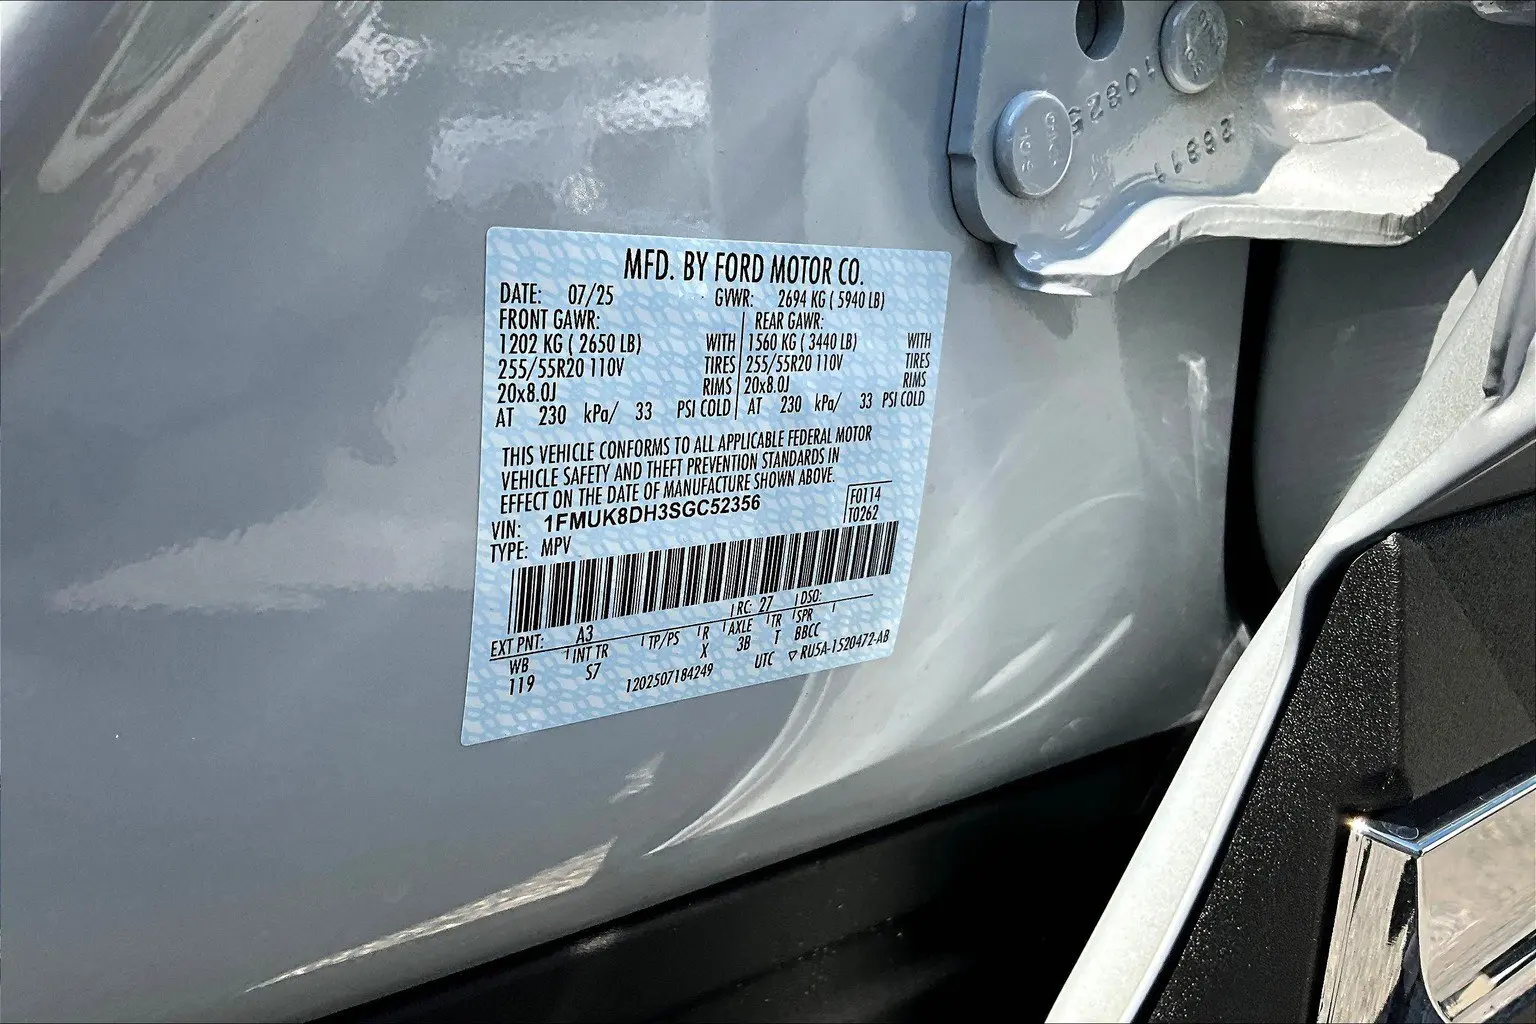 MFD. BY FORD MOTOR CO.
DATE: 07/25 GVWR: 2694 KG ( 5940 LB)
FRONT GAWR: REAR GAWR:
1202 KG ( 2650 LB) WITH 1560 KG ( 3440 LB) WITH
255/55R20 110V TIRES 255/55R20 110V TIRES
20x8.0J RIMS 20x8.0J RIMS
AT 230 kPa/ 33 PSI COLD AT 230 kPa/ 33 PSI COLD
THIS VEHICLE CONFORMS TO ALL APPLICABLE FEDERAL MOTOR
VEHICLE SAFETY AND THEFT PREVENTION STANDARDS IN
EFFECT ON THE DATE OF MANUFACTURE SHOWN ABOVE.
VIN: 1FMUK8DH3SGC52356 F0114
TYPE: MPV T0262
EXT PNT: A3 RC: 27 DSO:
WB INT TR TP/PS R AXLE TR SPR
119 S7 X 3B T BBCC
1202507184249 UTC ▽ RU5A-1520472-AB